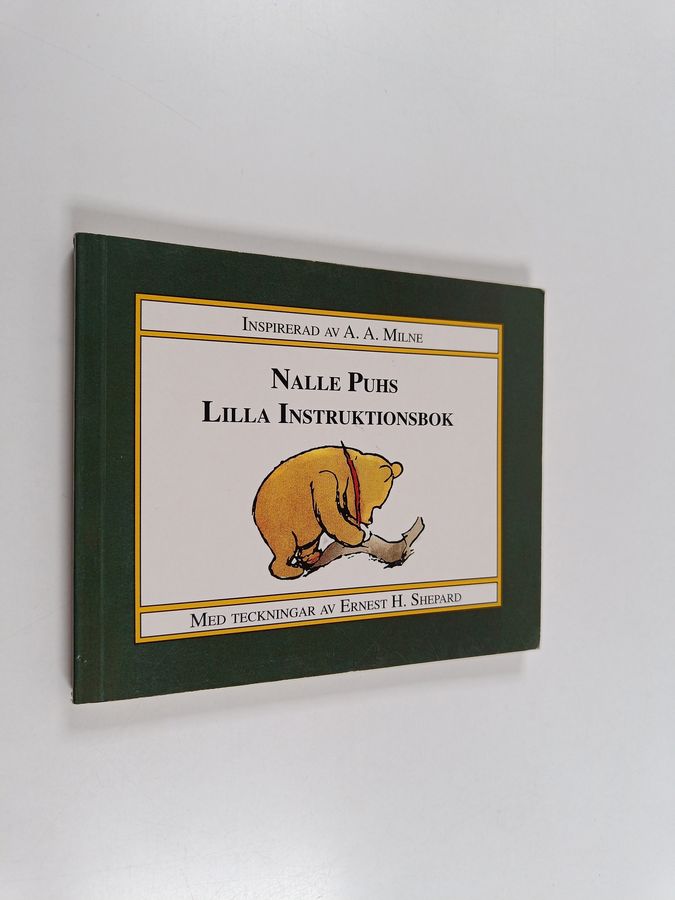 Inspirerad av A. A. Milne
Nalle Puhs
Lilla Instruktionsbok
Med teckningar av Ernest H. Shepard